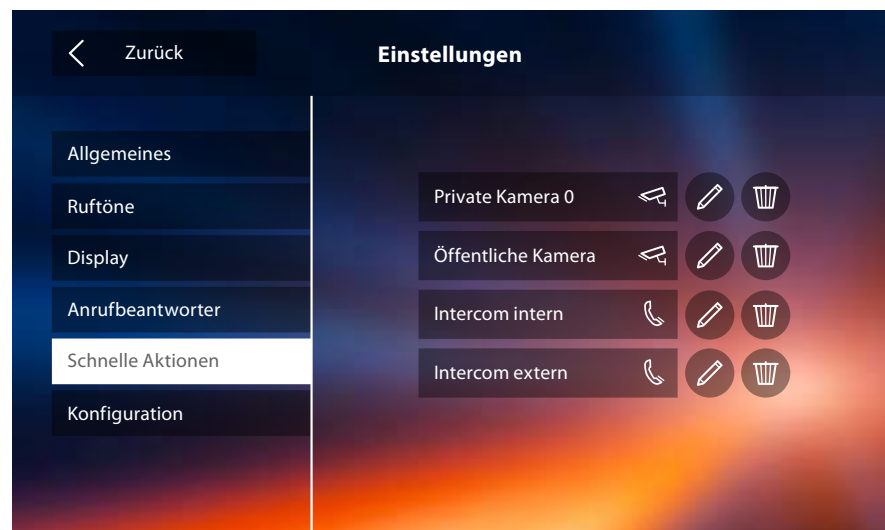 Zurück
Einstellungen
Allgemeines
Ruftöne
Display
Anrufbeantworter
Schnelle Aktionen
Konfiguration
Private Kamera 0
Öffentliche Kamera
Intercom intern
Intercom extern